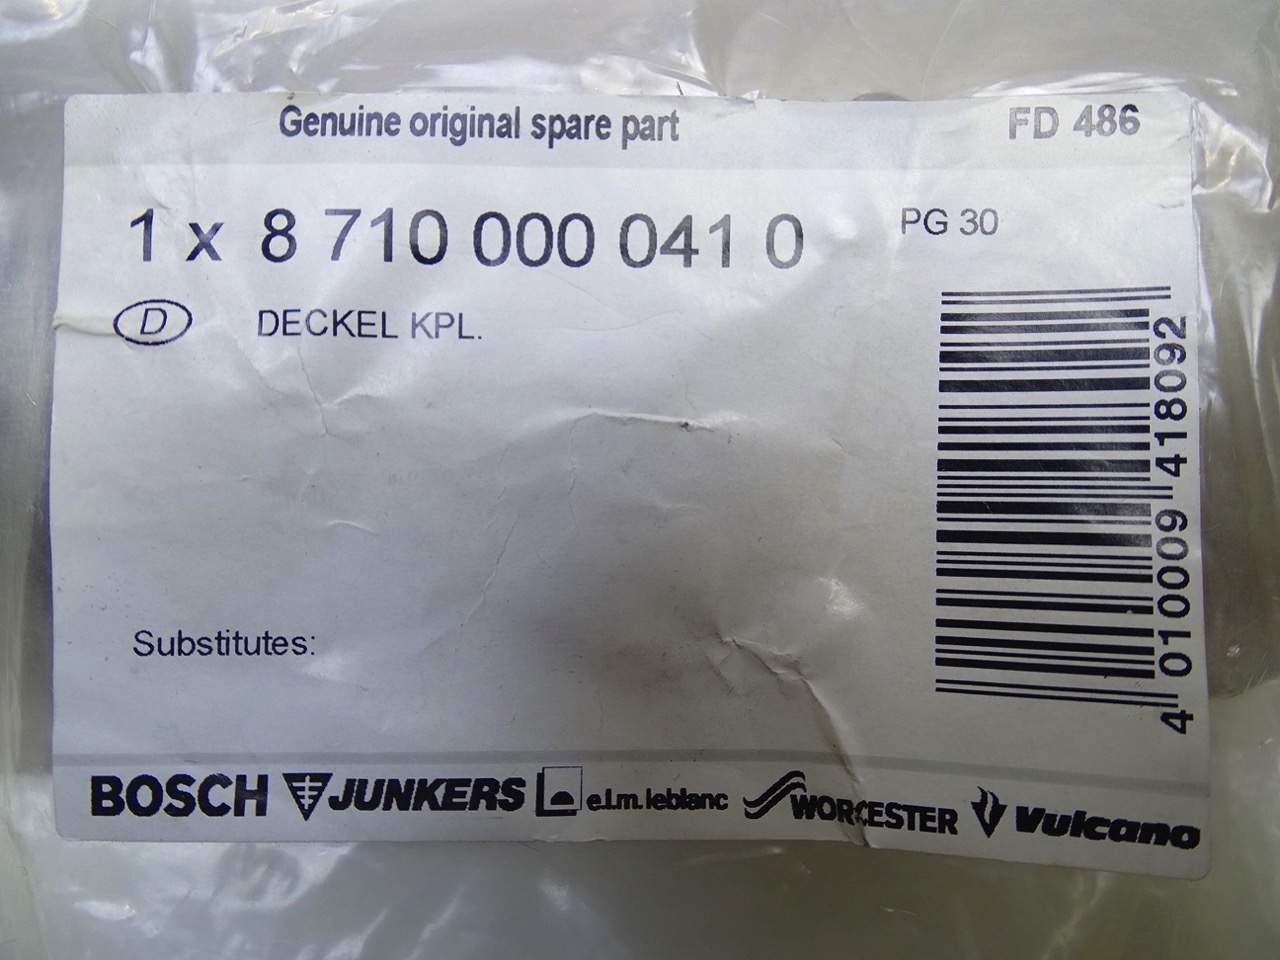 Genuine original spare part FD 486
1 x 8 710 000 041 0 PG 30
D DECKEL KPL.
4 010009 418092
Substitutes:
BOSCH JUNKERS e.l.m. leblanc WORCESTER Vulcano